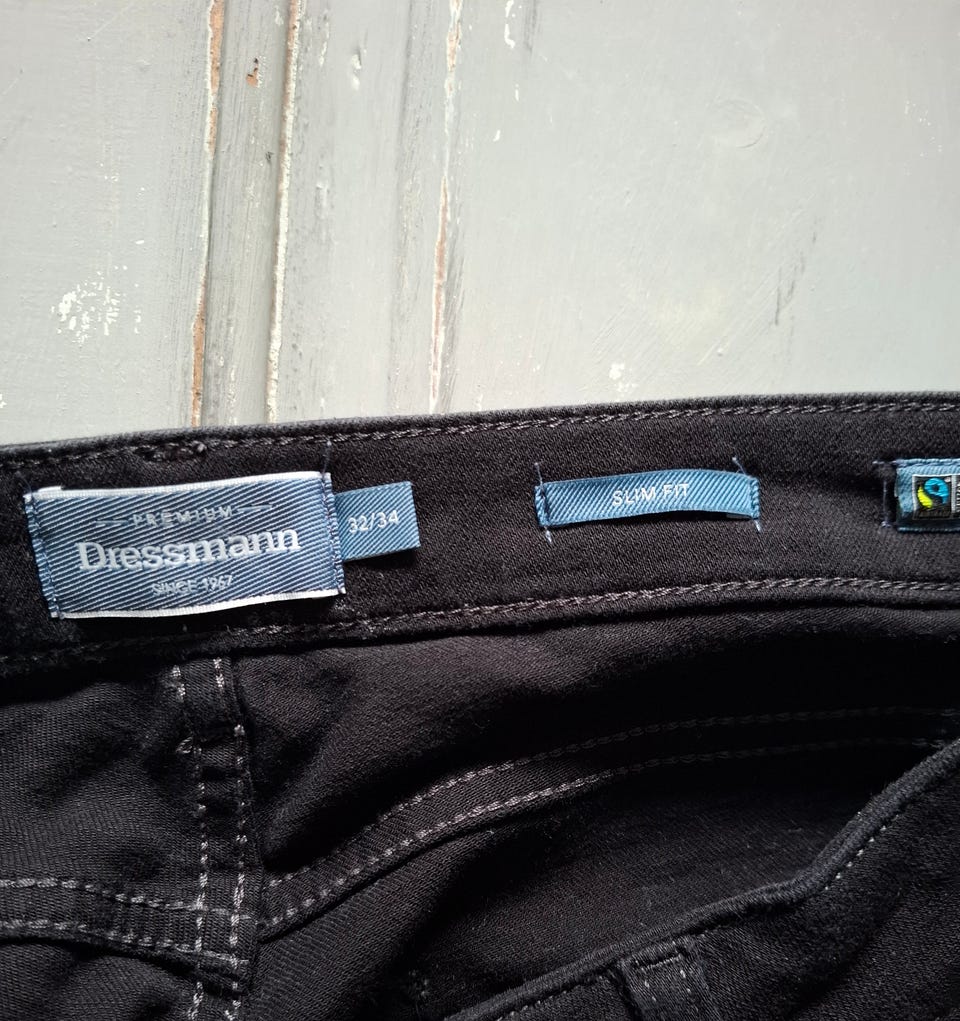 PREMIUM
Dressmann
SINCE 1967
32/34
SLIM FIT